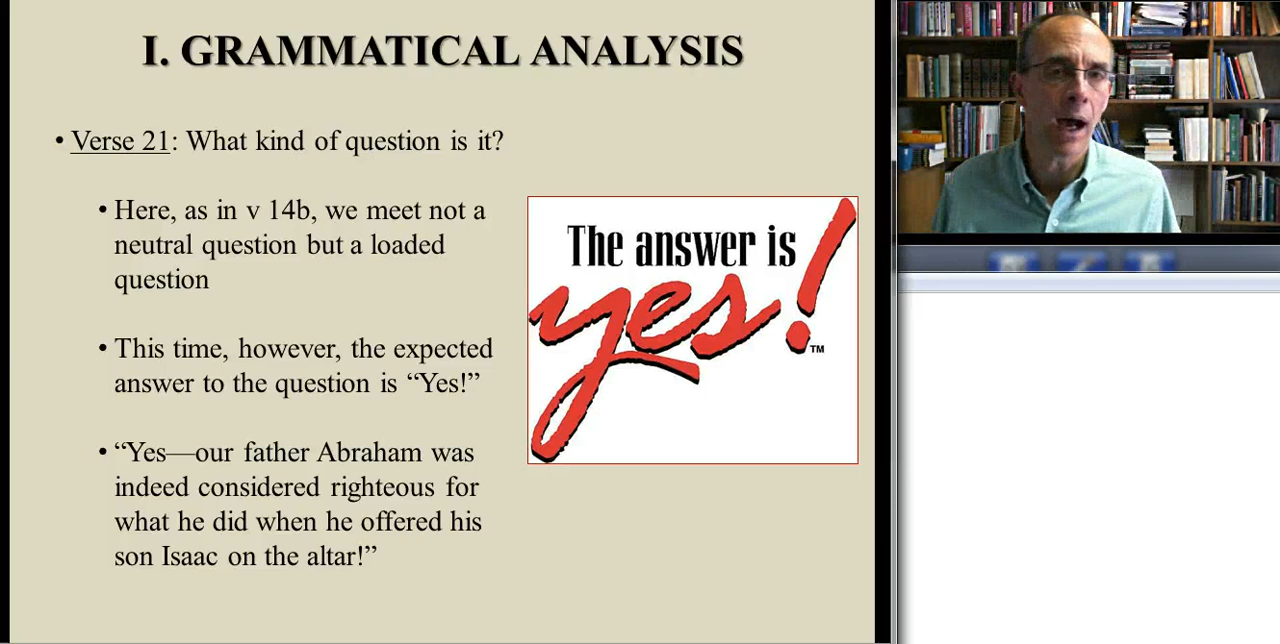 I. GRAMMATICAL ANALYSIS
• Verse 21: What kind of question is it?
• Here, as in v 14b, we meet not a
neutral question but a loaded
question
• This time, however, the expected
answer to the question is “Yes!”
• “Yes—our father Abraham was
indeed considered righteous for
what he did when he offered his
son Isaac on the altar!”
The answer is
yes!
TM